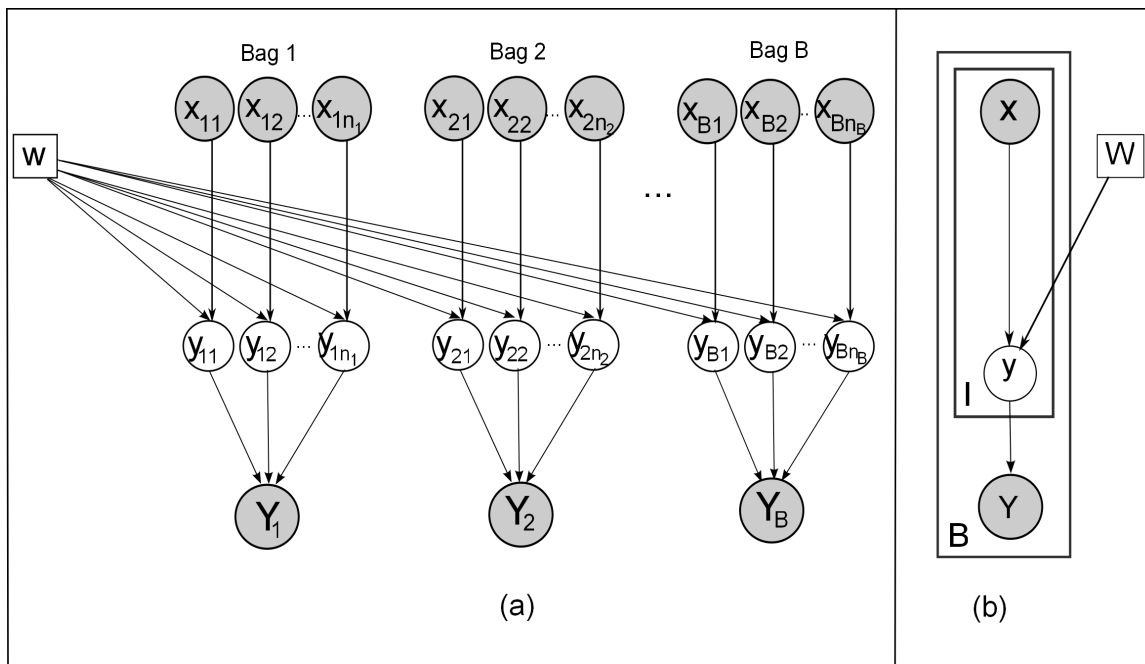 Bag 1 Bag 2 Bag B
x11 x12 ... x1n1 x21 x22 ... x2n2 xB1 xB2 ... xBnB
x
w
W
...
y11 y12 ... y1n1 y21 y22 ... y2n2 yB1 yB2 ... yBnB
y
I
Y1 Y2 YB
Y
B
(a) (b)